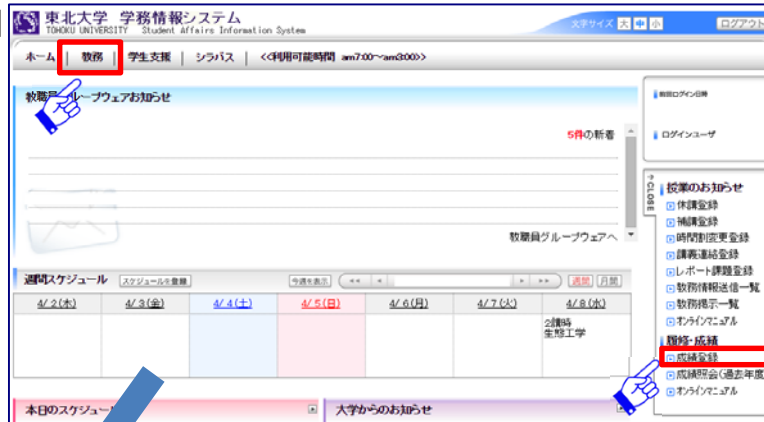 東北大学 学務情報システム
TOHOKU UNIVERSITY Student Affairs Information System
文字サイズ 大 中 小
ログアウト
ホーム | 教務 | 学生支援 | シラバス | <<利用可能時間 am7:00~am3:00>>
教職員グループウェアお知らせ
5件の新着
教職員グループウェアへ
週間スケジュール スケジュールを登録 今週を表示 週間 月間
4/2(木) 4/3(金) 4/4(土) 4/5(日) 4/6(月) 4/7(火) 4/8(水)
2講時
生態工学
本日のスケジュー
大学からのお知らせ
前回ログイン日時
ログインユーザ
CLOSE
授業のお知らせ
休講登録
補講登録
時間割変更登録
講義連絡登録
レポート課題登録
教務情報送信一覧
教務掲示一覧
オンラインマニュアル
履修・成績
成績登録
成績照会(過去年度
オンラインマニュアル